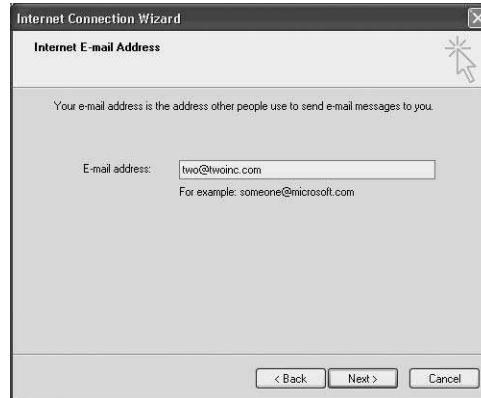 Internet Connection Wizard
Internet E-mail Address
Your e-mail address is the address other people use to send e-mail messages to you.
E-mail address:
two@twoinc.com
For example: someone@microsoft.com
< Back
Next >
Cancel